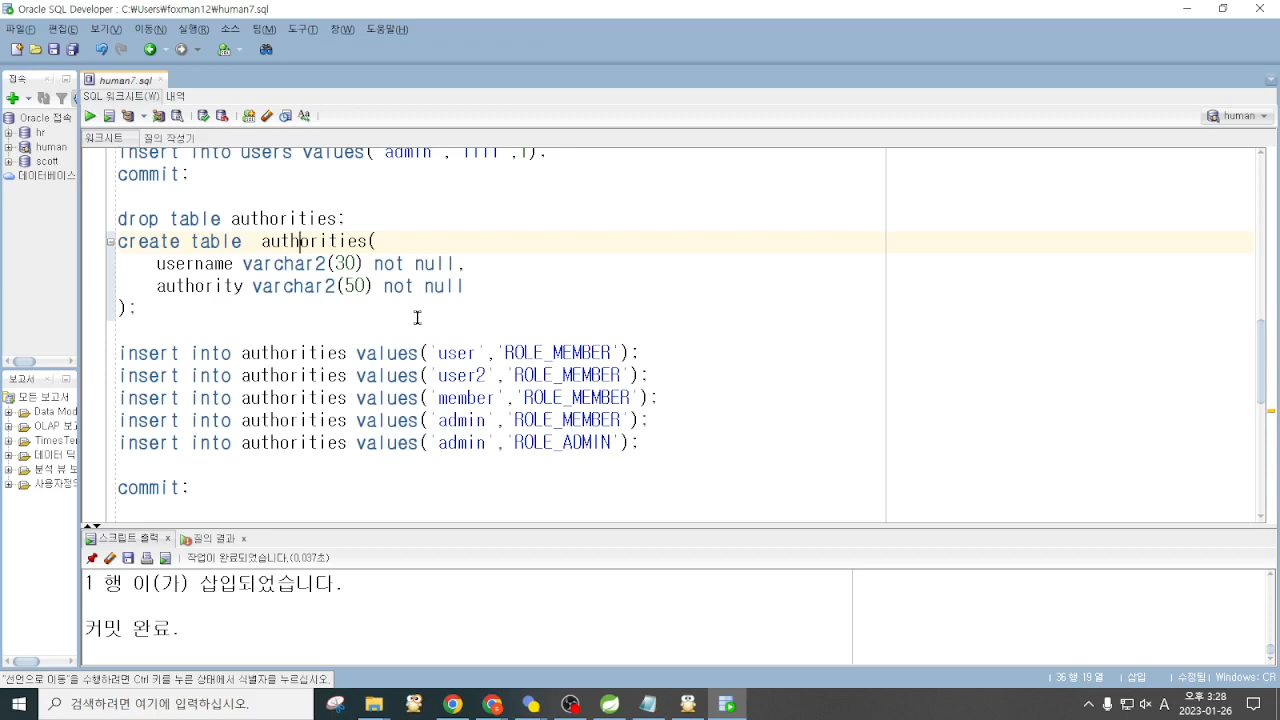 Oracle SQL Developer : C:₩Users₩foxman12₩human7.sql
파일(F) 편집(E) 보기(V) 이동(N) 실행(R) 소스 팀(M) 도구(T) 창(W) 도움말(H)
접속
human7.sql
SQL 워크시트(W) 내역
Oracle 접속
hr
human
scott
데이터베이스
human
워크시트 질의 작성기
insert into users values('admin','1111',1);
commit;
drop table authorities;
create table  authorities(
username varchar2(30) not null,
authority varchar2(50) not null
);
insert into authorities values('user','ROLE_MEMBER');
insert into authorities values('user2','ROLE_MEMBER');
insert into authorities values('member','ROLE_MEMBER');
insert into authorities values('admin','ROLE_MEMBER');
insert into authorities values('admin','ROLE_ADMIN');
commit;
보고서
모든 보고서
Data Mod
OLAP 보고
TimesTen
데이터 딕
분석 뷰 보
사용자정의
스크립트 출력 질의 결과
작업이 완료되었습니다.(0,037초)
1 행 이(가) 삽입되었습니다.
커밋 완료.
"선언으로 이동"을 수행하려면 Ctrl 키를 누른 상태에서 식별자를 누르십시오
36 행 19 열 삽입 수정됨 Windows: CR
검색하려면 여기에 입력하십시오.
A
오후 3:28
2023-01-26